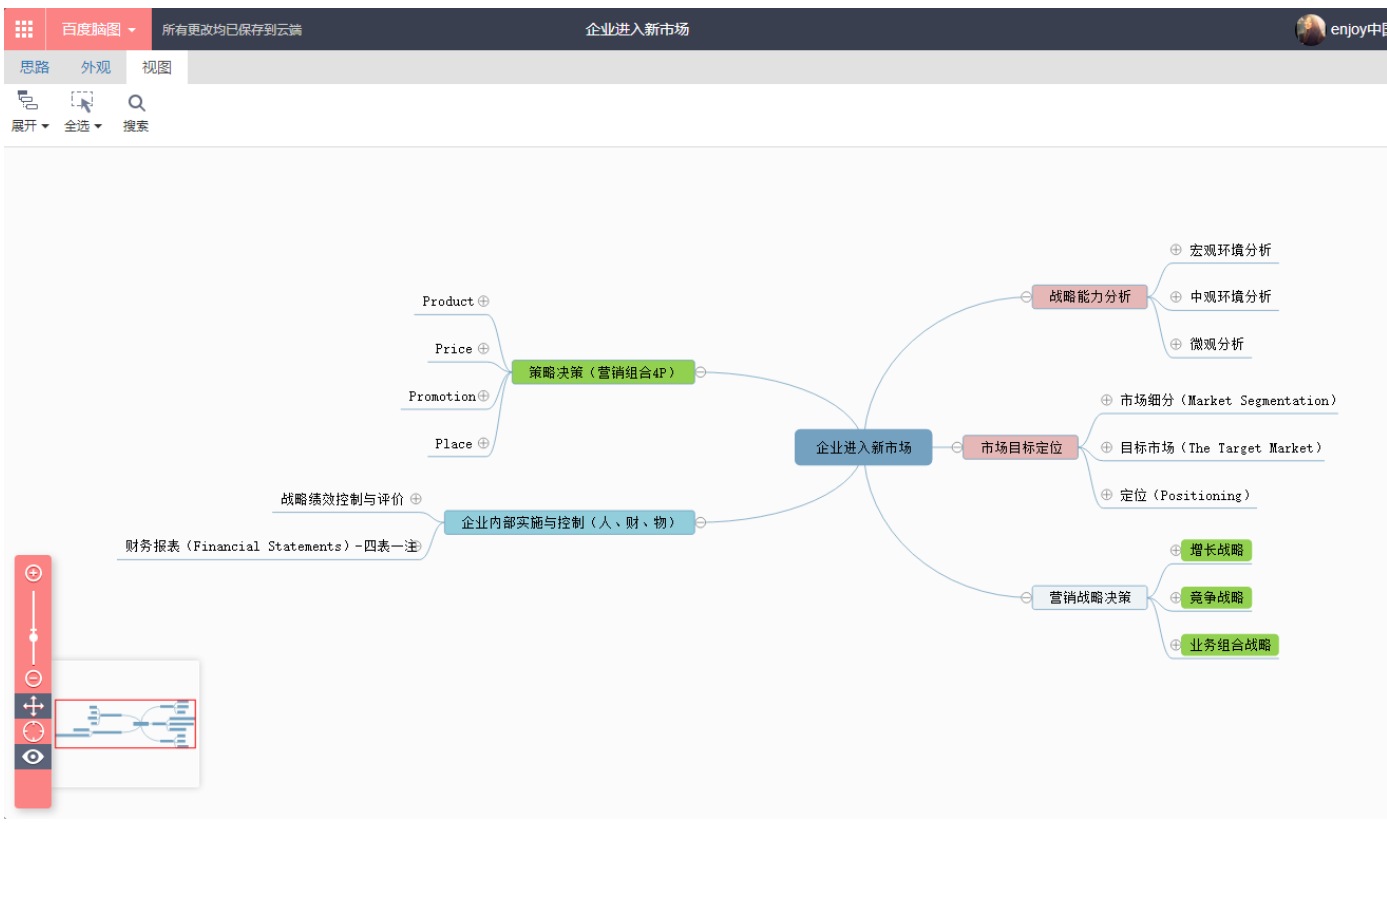 百度脑图
所有更改均已保存到云端
企业进入新市场
enjoy中国
思路
外观
视图
展开
全选
搜索
企业进入新市场
战略能力分析
宏观环境分析
中观环境分析
微观分析
市场目标定位
市场细分（Market Segmentation）
目标市场（The Target Market）
定位（Positioning）
营销战略决策
增长战略
竟争战略
业务组合战略
策略决策（营销组合4P）
Product
Price
Promotion
Place
企业内部实施与控制（人、财、物）
战略绩效控制与评价
财务报表（Financial Statements）-四表一注